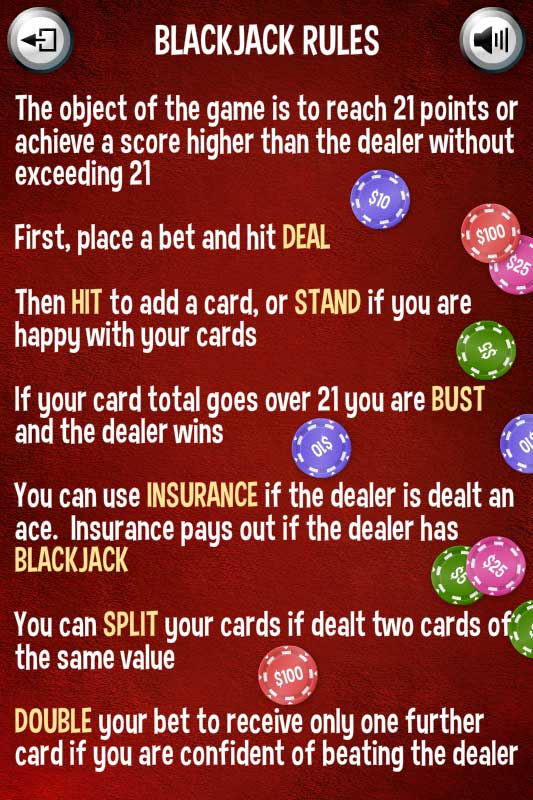 BLACKJACK RULES
The object of the game is to reach 21 points or
achieve a score higher than the dealer without
exceeding 21
$10
$100
$25
First, place a bet and hit DEAL
Then HIT to add a card, or STAND if you are
happy with your cards
$5
If your card total goes over 21 you are BUST
and the dealer wins
$10
$10
You can use INSURANCE if the dealer is dealt an
ace. Insurance pays out if the dealer has
BLACKJACK
$5
$25
You can SPLIT your cards if dealt two cards of
the same value
$100
DOUBLE your bet to receive only one further
card if you are confident of beating the dealer